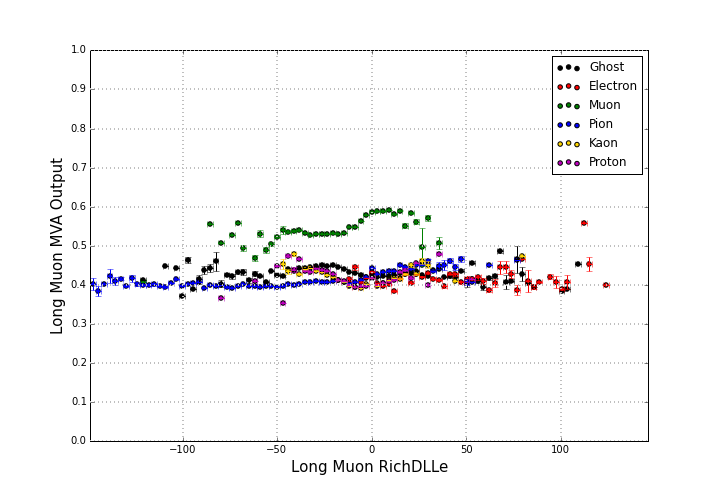 1.0
0.9
0.8
0.7
0.6
0.5
0.4
0.3
0.2
0.1
0.0
Long Muon MVA Output
Ghost
Electron
Muon
Pion
Kaon
Proton
−100
−50
0
50
100
Long Muon RichDLLe